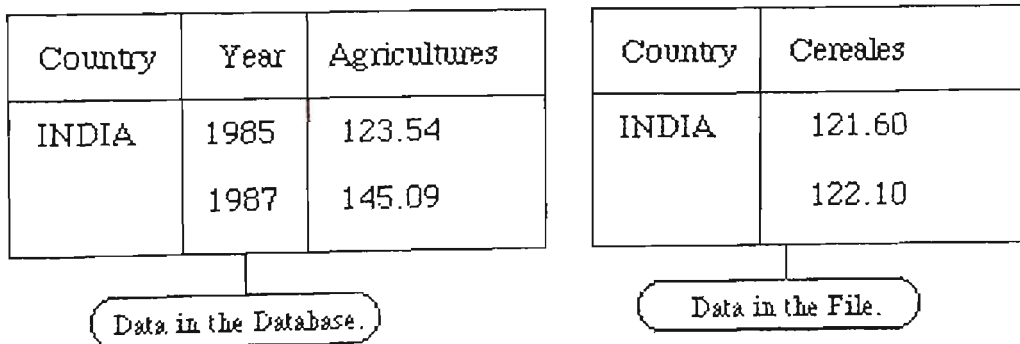 Country Year Agricultures
INDIA 1985 123.54
1987 145.09
Data in the Database.
Country Cereales
INDIA 121.60
122.10
Data in the File.